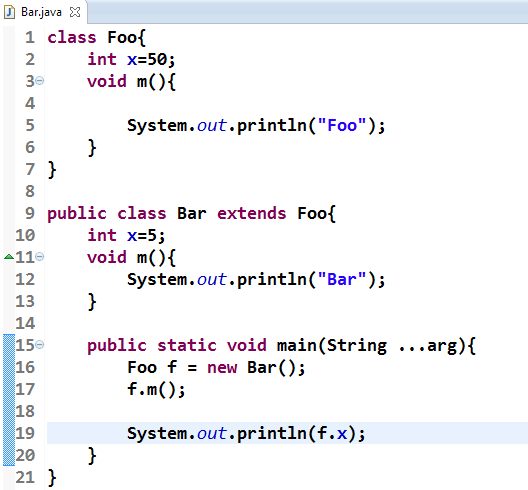 Bar.java
1 class Foo{
2 int x=50;
3 void m(){
4
5 System.out.println("Foo");
6 }
7 }
8
9 public class Bar extends Foo{
10 int x=5;
11 void m(){
12 System.out.println("Bar");
13 }
14
15 public static void main(String ...arg){
16 Foo f = new Bar();
17 f.m();
18
19 System.out.println(f.x);
20 }
21 }